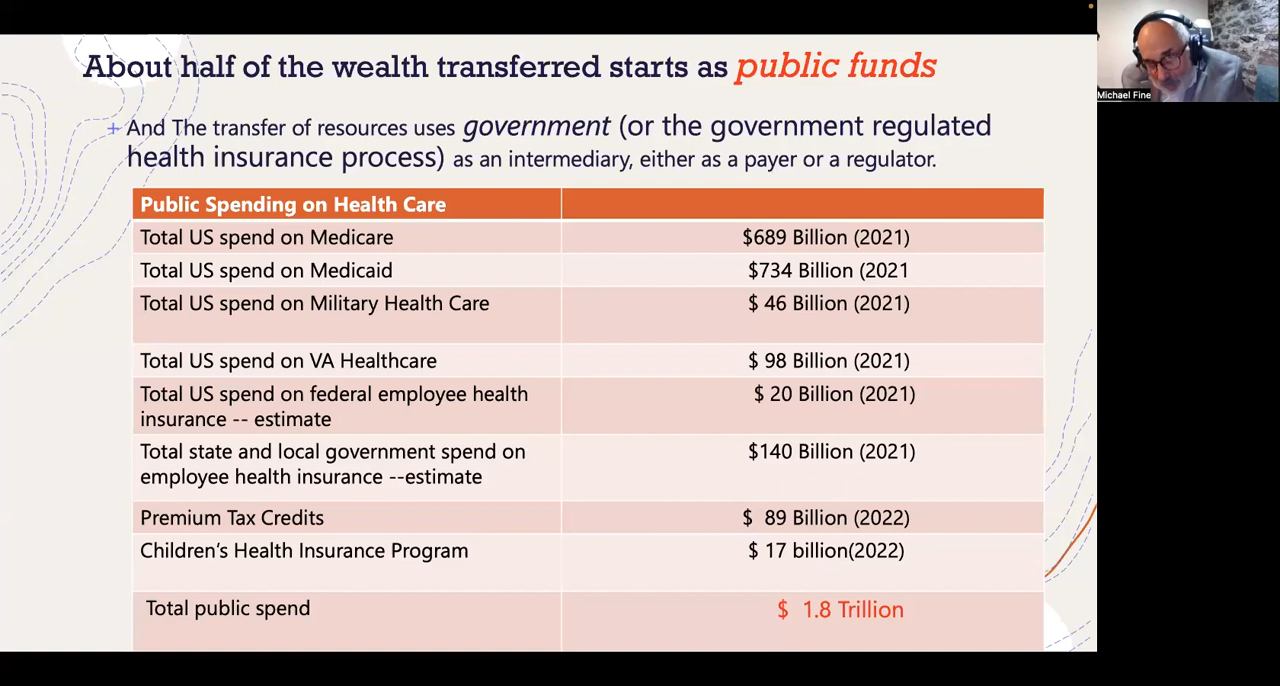 About half of the wealth transferred starts as public funds
+ And The transfer of resources uses government (or the government regulated
health insurance process) as an intermediary, either as a payer or a regulator.
Public Spending on Health Care
Total US spend on Medicare $689 Billion (2021)
Total US spend on Medicaid $734 Billion (2021
Total US spend on Military Health Care $ 46 Billion (2021)
Total US spend on VA Healthcare $ 98 Billion (2021)
Total US spend on federal employee health $ 20 Billion (2021)
insurance -- estimate
Total state and local government spend on $140 Billion (2021)
employee health insurance --estimate
Premium Tax Credits $ 89 Billion (2022)
Children’s Health Insurance Program $ 17 billion(2022)
Total public spend $ 1.8 Trillion
Michael Fine